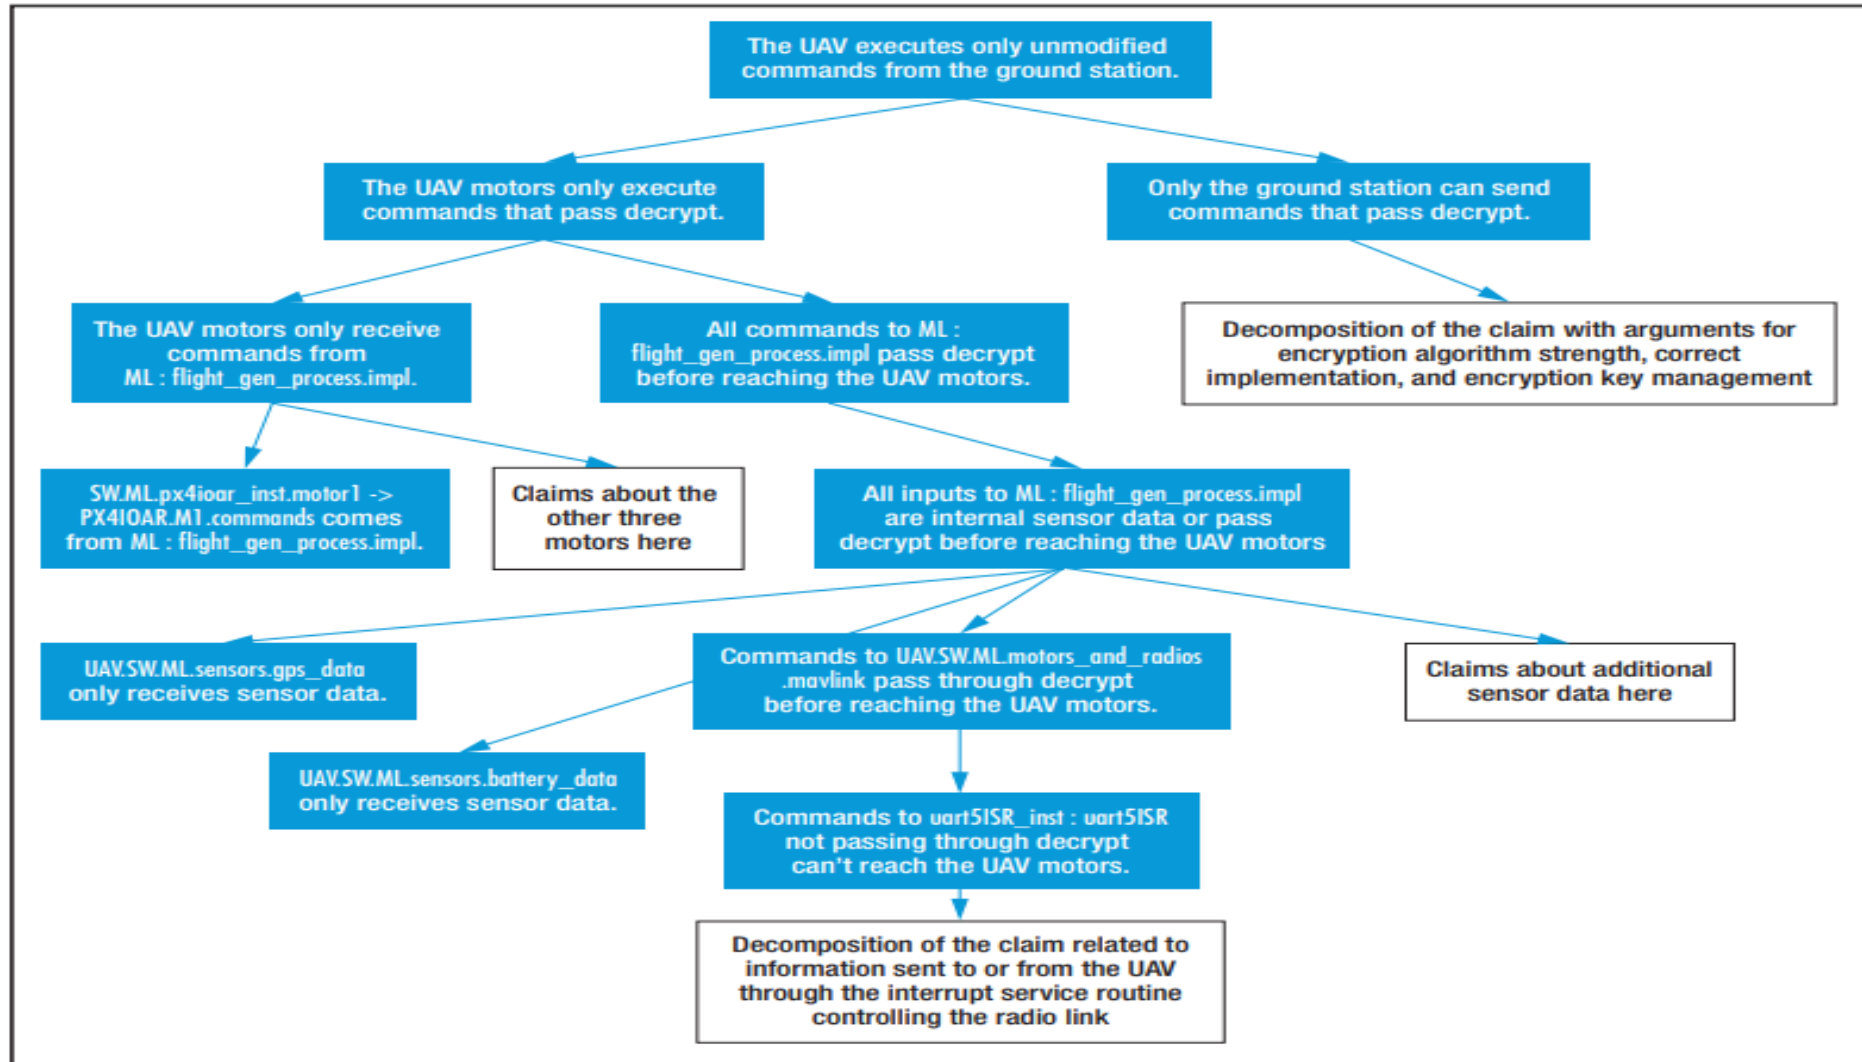 The UAV executes only unmodified
commands from the ground station.
The UAV motors only execute
commands that pass decrypt.
Only the ground station can send
commands that pass decrypt.
The UAV motors only receive
commands from
ML : flight_gen_process.impl.
All commands to ML :
flight_gen_process.impl pass decrypt
before reaching the UAV motors.
Decomposition of the claim with arguments for
encryption algorithm strength, correct
implementation, and encryption key management
SW.ML.px4ioar_inst.motor1 ->
PX4IOAR.M1.commands comes
from ML : flight_gen_process.impl.
Claims about the
other three
motors here
All inputs to ML : flight_gen_process.impl
are internal sensor data or pass
decrypt before reaching the UAV motors
UAV.SW.ML.sensors.gps_data
only receives sensor data.
Commands to UAV.SW.ML.motors_and_radios
.mavlink pass through decrypt
before reaching the UAV motors.
Claims about additional
sensor data here
UAV.SW.ML.sensors.battery_data
only receives sensor data.
Commands to uart5ISR_inst : uart5ISR
not passing through decrypt
can't reach the UAV motors.
Decomposition of the claim related to
information sent to or from the UAV
through the interrupt service routine
controlling the radio link